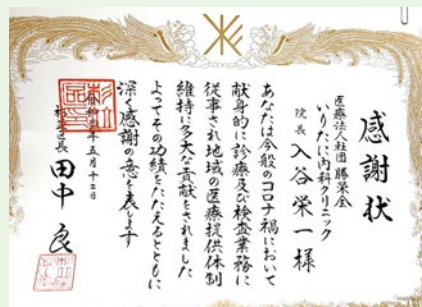 感謝状
医療法人社団 勝榮会
いりたに内科クリニック
院長 入谷栄一様
あなたは今般のコロナ禍において
献身的に診療及び検査業務に
従事され地域の医療提供体制
維持に多大な貢献をされました
よってその功績をたたえるとともに
深く感謝の意を表します
年五月十二日
杉並区長 田中 良